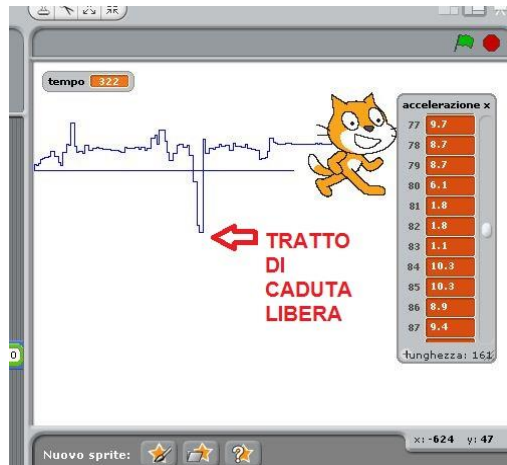 tempo 322
accelerazione x
77 9.7
78 8.7
79 8.7
80 6.1
81 1.8
82 1.8
83 1.1
84 10.3
85 10.3
86 8.9
87 9.4
lunghezza: 161
TRATTO
DI
CADUTA
LIBERA
0
x: -624 y: 47
Nuovo sprite: